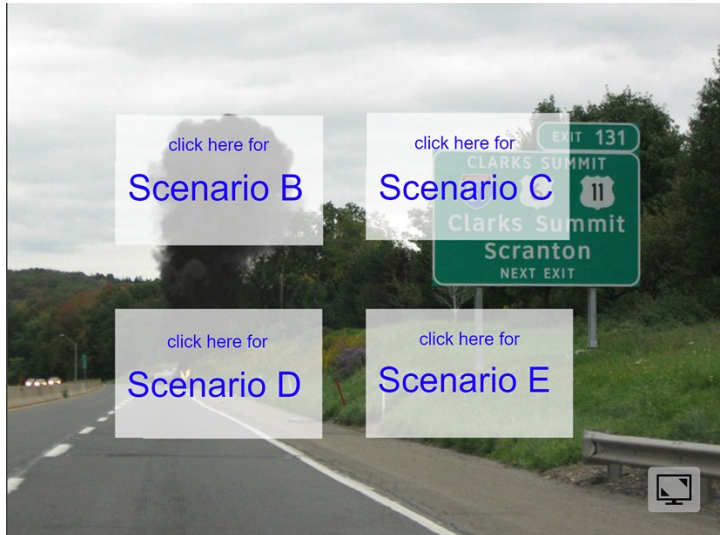 click here for
Scenario B
click here for
Scenario C
EXIT 131
CLARKS SUMMIT
6
11
Clarks Summit
Scranton
NEXT EXIT
click here for
Scenario D
click here for
Scenario E